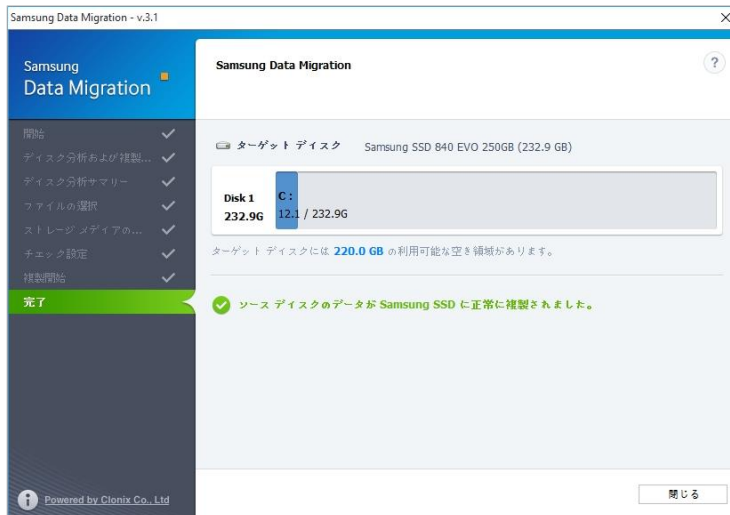 Samsung Data Migration - v.3.1
Samsung
Data Migration
Samsung Data Migration
?
開始
ディスク分析および複製...
ディスク分析サマリー
ファイルの選択
ストレージ メディアの...
チェック設定
複製開始
完了
ターゲット ディスク Samsung SSD 840 EVO 250GB (232.9 GB)
Disk 1
232.9G
C :
12.1 / 232.9G
ターゲット ディスクには 220.0 GB の利用可能な空き領域があります。
ソース ディスクのデータが Samsung SSD に正常に複製されました。
Powered by Clonix Co., Ltd
閉じる